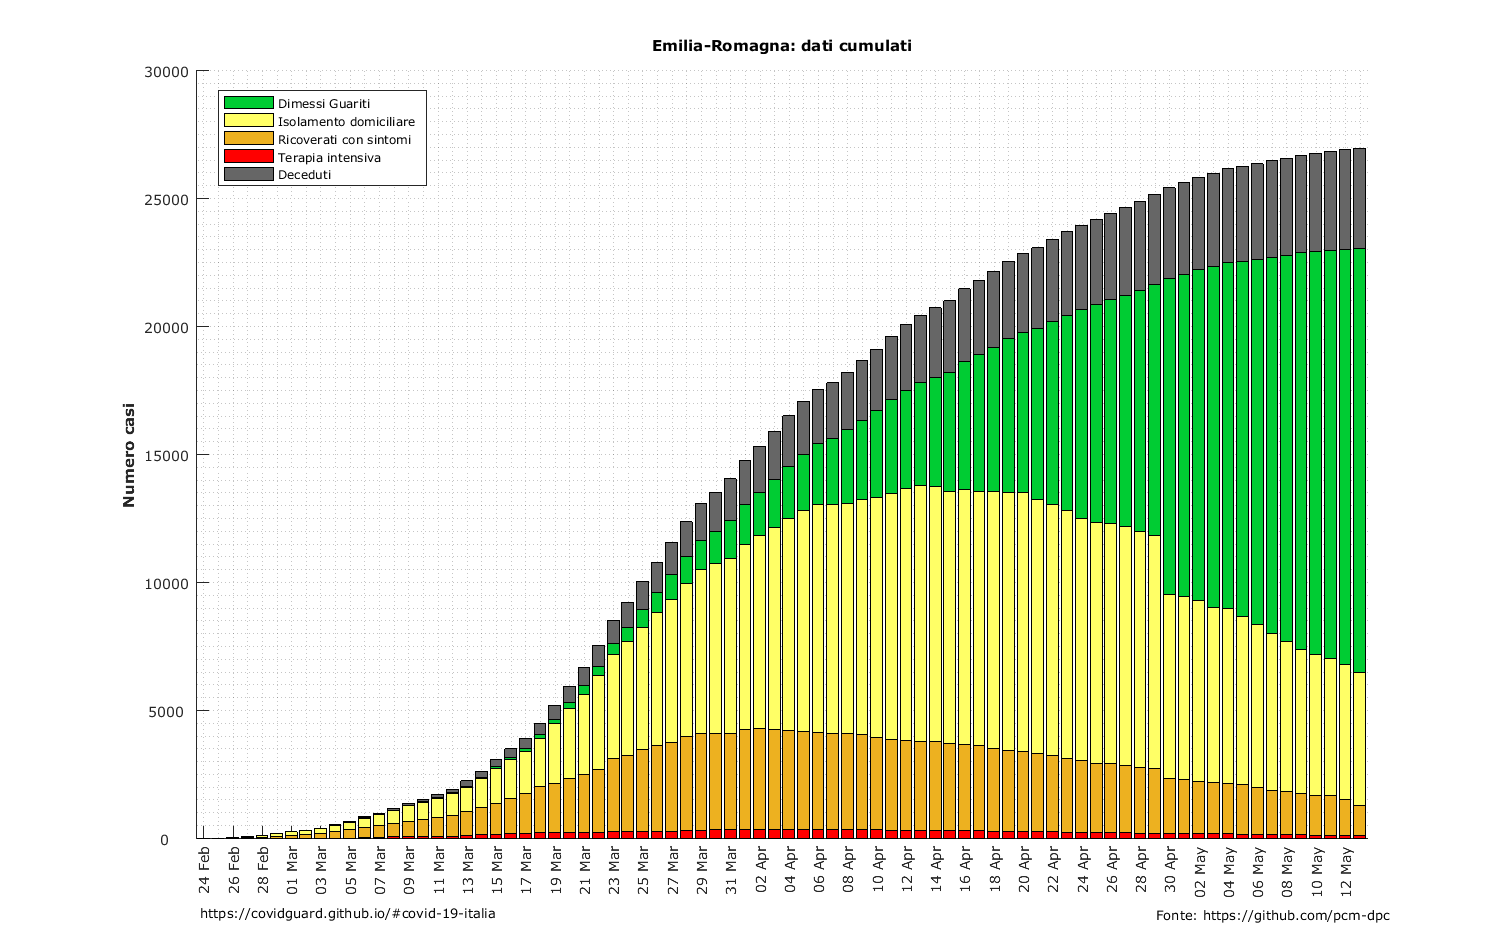 Emilia-Romagna: dati cumulati
30000
25000
20000
15000
10000
5000
0
Numero casi
Dimessi Guariti
Isolamento domiciliare
Ricoverati con sintomi
Terapia intensiva
Deceduti
24 Feb
26 Feb
28 Feb
01 Mar
03 Mar
05 Mar
07 Mar
09 Mar
11 Mar
13 Mar
15 Mar
17 Mar
19 Mar
21 Mar
23 Mar
25 Mar
27 Mar
29 Mar
31 Mar
02 Apr
04 Apr
06 Apr
08 Apr
10 Apr
12 Apr
14 Apr
16 Apr
18 Apr
20 Apr
22 Apr
24 Apr
26 Apr
28 Apr
30 Apr
02 May
04 May
06 May
08 May
10 May
12 May
https://covidguard.github.io/#covid-19-italia
Fonte: https://github.com/pcm-dpc